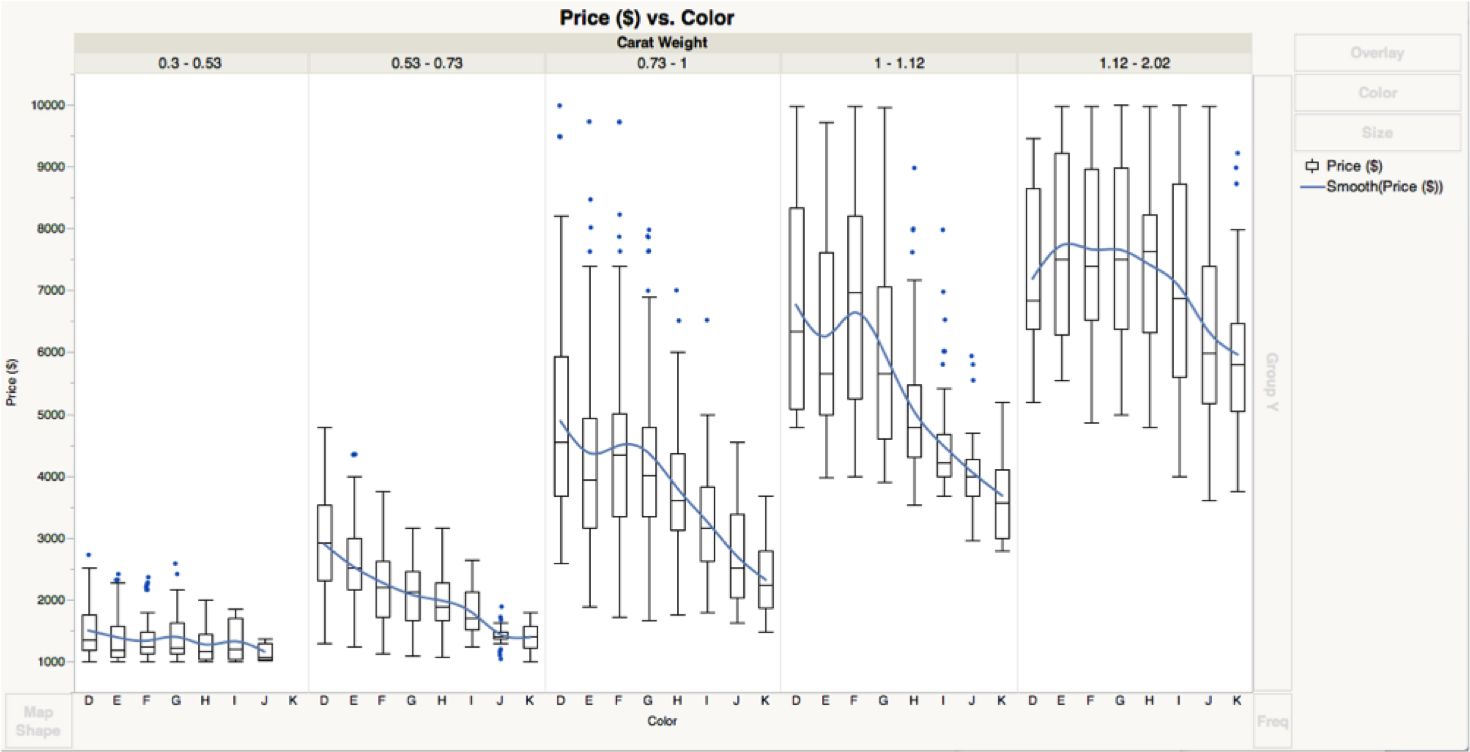 Price ($) vs. Color
Carat Weight
0.3 - 0.53 0.53 - 0.73 0.73 - 1 1 - 1.12 1.12 - 2.02
Overlay
Color
Size
Price ($)
Smooth(Price ($))
10000
9000
8000
7000
6000
5000
4000
3000
2000
1000
Price ($)
Group Y
D E F G H I J K D E F G H I J K D E F G H I J K D E F G H I J K D E F G H I J K
Color
Map
Shape
Freq